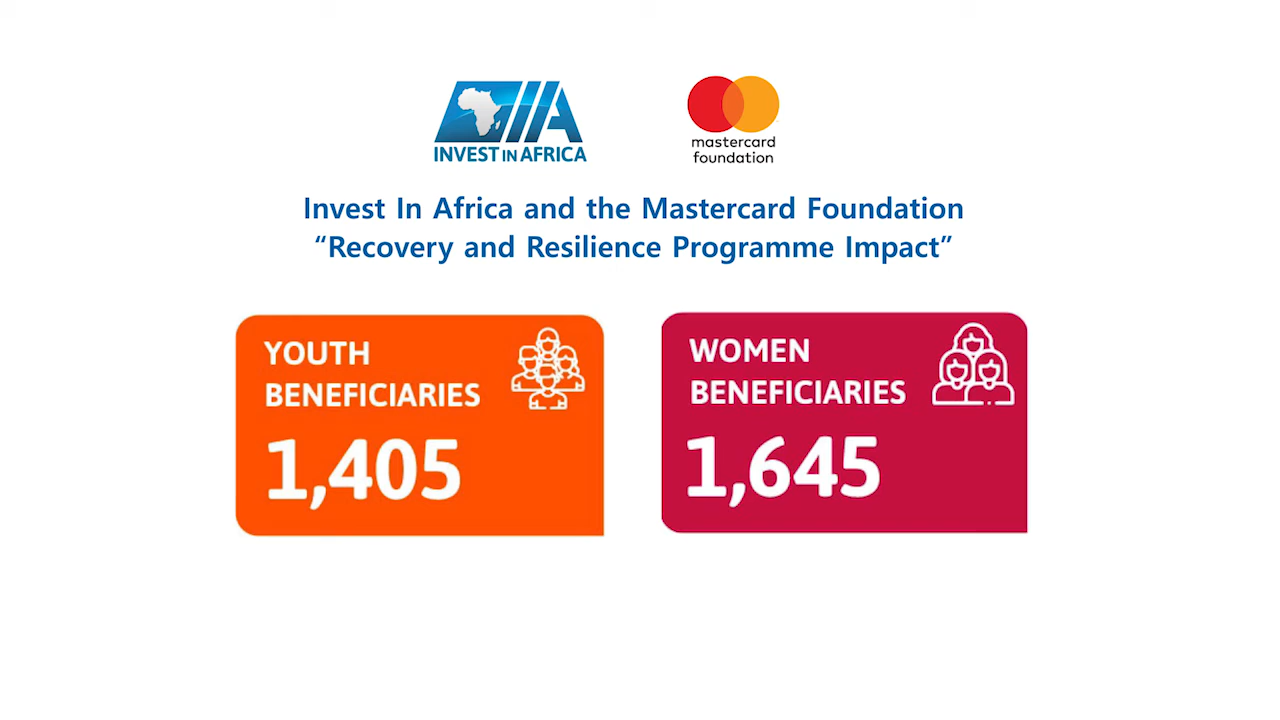 INVEST IN AFRICA
mastercard
foundation
Invest In Africa and the Mastercard Foundation
“Recovery and Resilience Programme Impact”
YOUTH
BENEFICIARIES
1,405
WOMEN
BENEFICIARIES
1,645